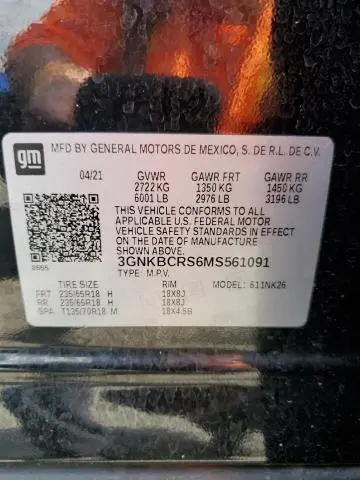 gm
MFD BY GENERAL MOTORS DE MEXICO, S. DE R.L. DE C.V.
04/21 GVWR GAWR FRT GAWR RR
2722 KG 1350 KG 1450 KG
6001 LB 2976 LB 3196 LB
THIS VEHICLE CONFORMS TO ALL
APPLICABLE U.S. FEDERAL MOTOR
VEHICLE SAFETY STANDARDS IN
EFFECT ON THE DATE OF
MANUFACTURE SHOWN ABOVE.
3GNKBCRS6MS561091
TYPE: M.P.V. MODEL: 611NK26
TIRE SIZE RIM
FRT 235/65R18 H 18X8J
RR 235/65R18 H 18X8J
SPA T135/70R18 M 18X4.5B